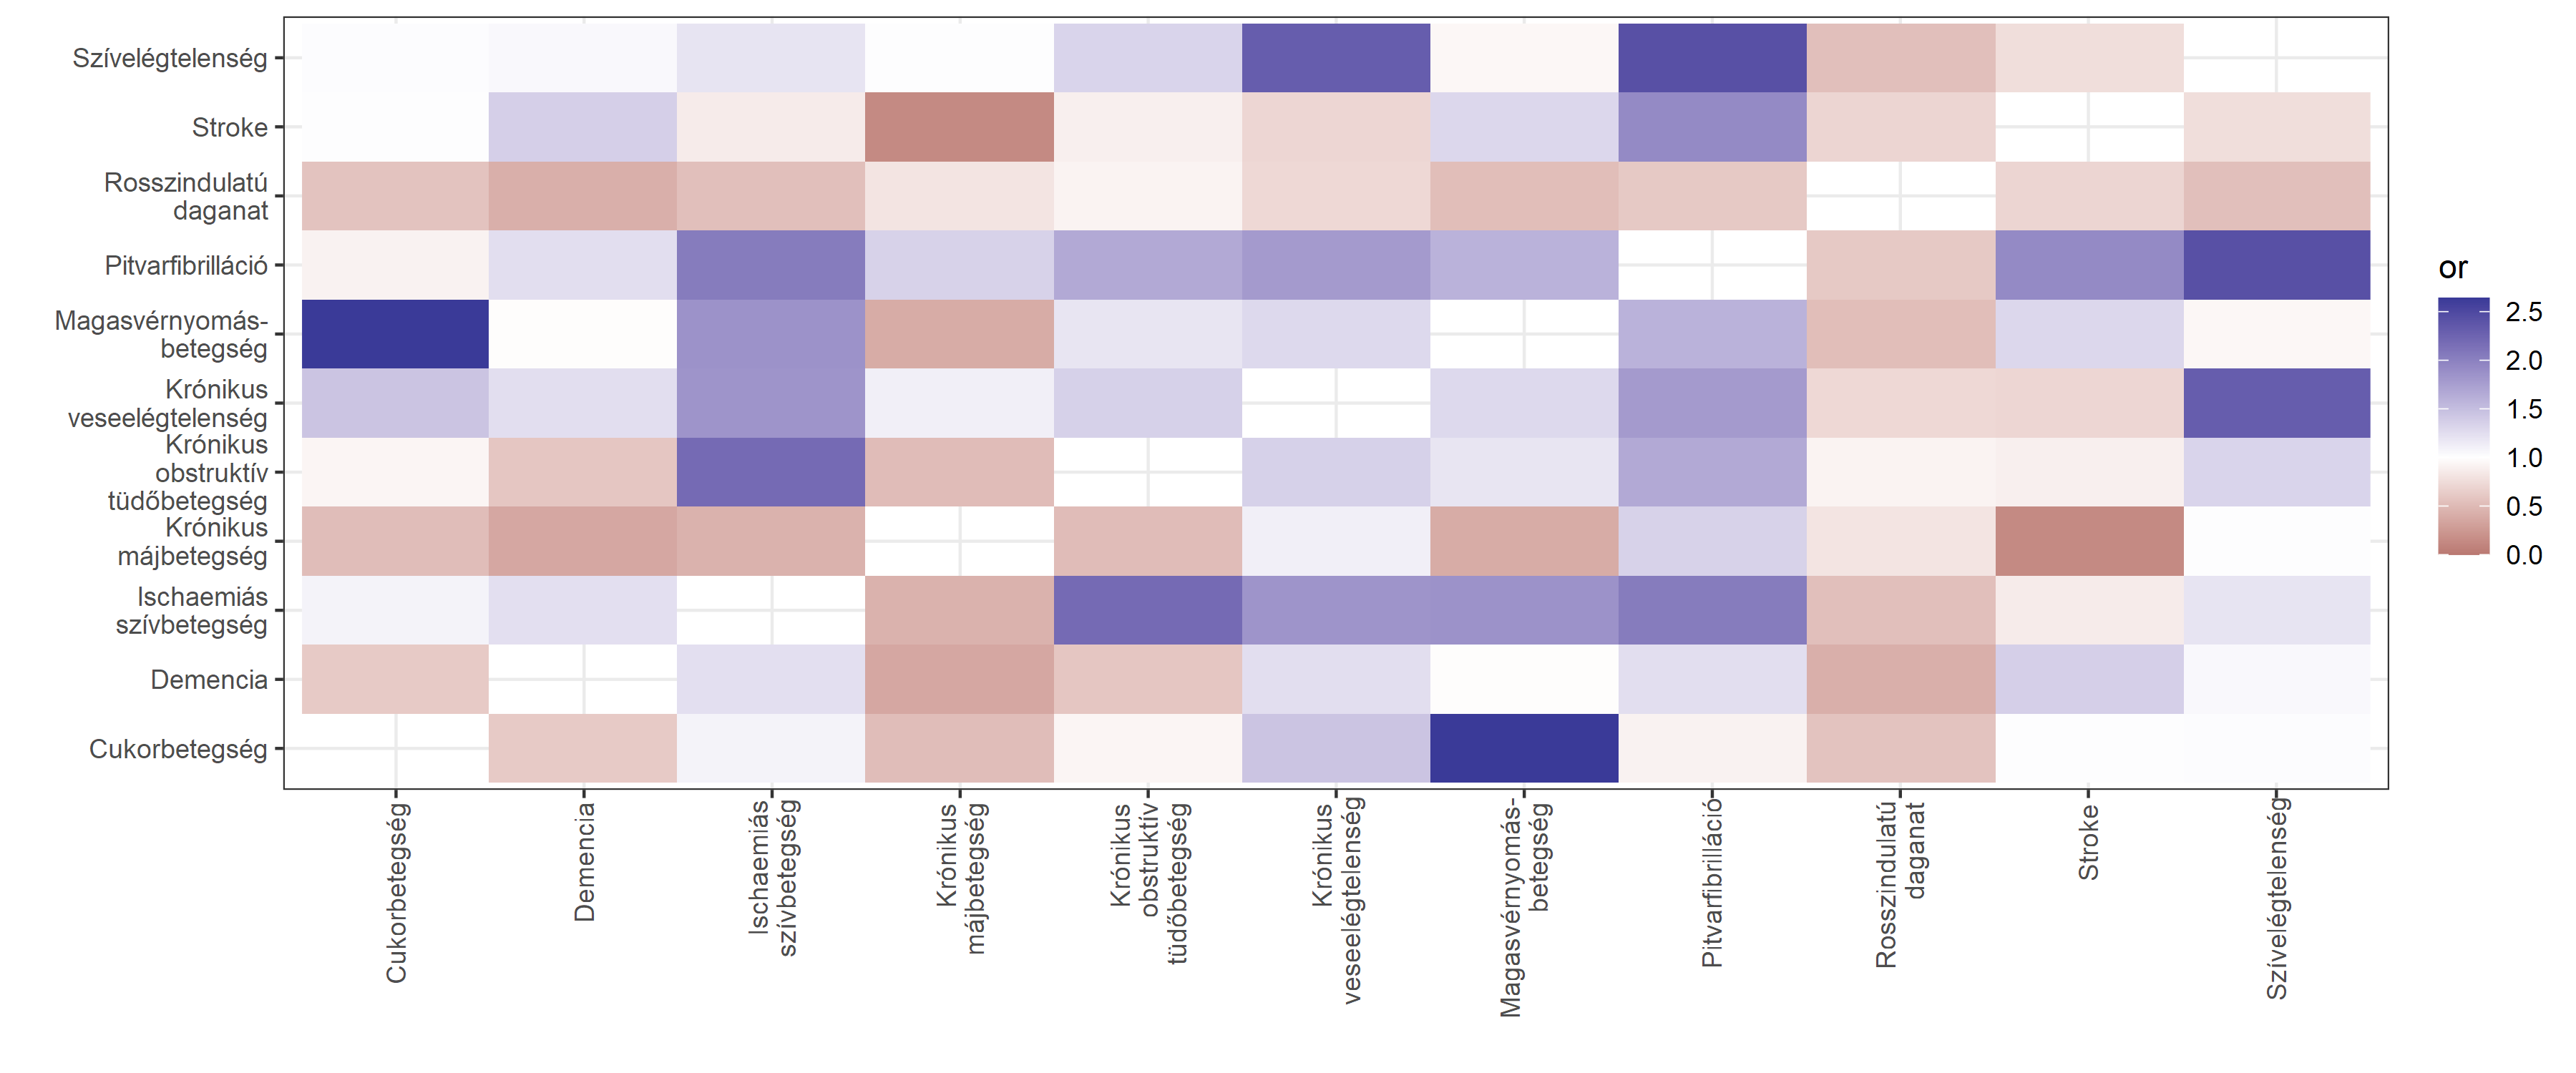 Szívelégtelenség
Stroke
Rosszindulatú
daganat
Pitvarfibrilláció
Magasvérnyomás-
betegség
Krónikus
veseelégtelenség
Krónikus
obstruktív
tüdőbetegség
Krónikus
májbetegség
Ischaemiás
szívbetegség
Demencia
Cukorbetegség
Cukorbetegség
Demencia
Ischaemiás
szívbetegség
Krónikus
májbetegség
Krónikus
obstruktív
tüdőbetegség
Krónikus
veseelégtelenség
Magasvérnyomás-
betegség
Pitvarfibrilláció
Rosszindulatú
daganat
Stroke
Szívelégtelenség
or
2.5
2.0
1.5
1.0
0.5
0.0